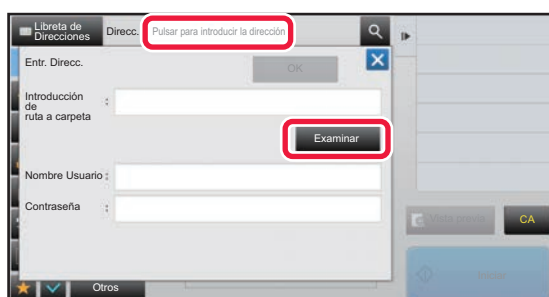 Libreta de
Direcciones
Direcc.
Pulsar para introducir la dirección
Entr. Direcc.
OK
Introducción
de
ruta a carpeta
:
Examinar
Nombre Usuario :
Contraseña :
Vista previa
CA
Iniciar
Otros